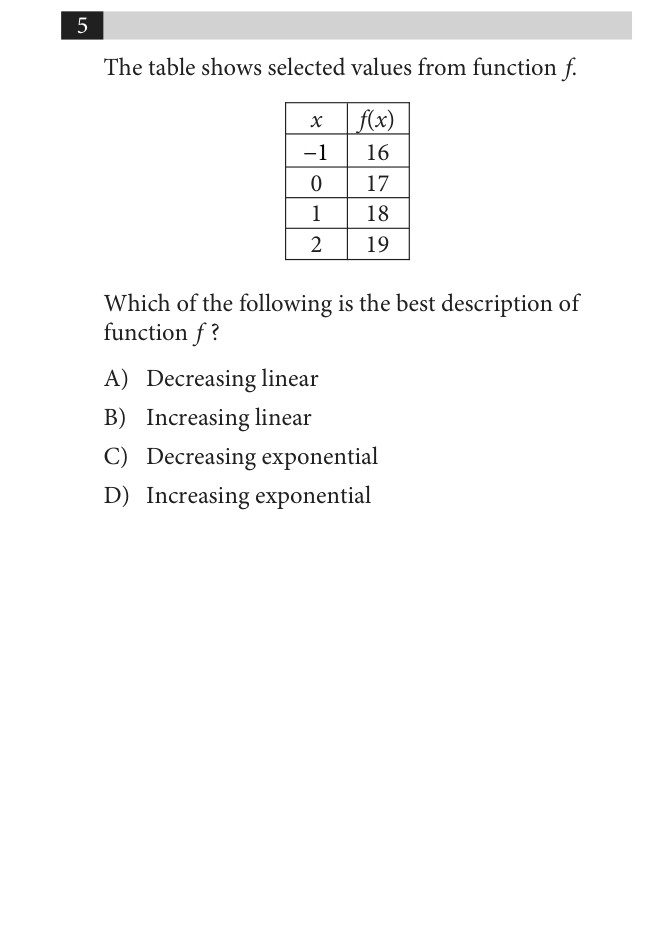 5
The table shows selected values from function f.
x f(x)
−1 16
0 17
1 18
2 19
Which of the following is the best description of
function f ?
A) Decreasing linear
B) Increasing linear
C) Decreasing exponential
D) Increasing exponential